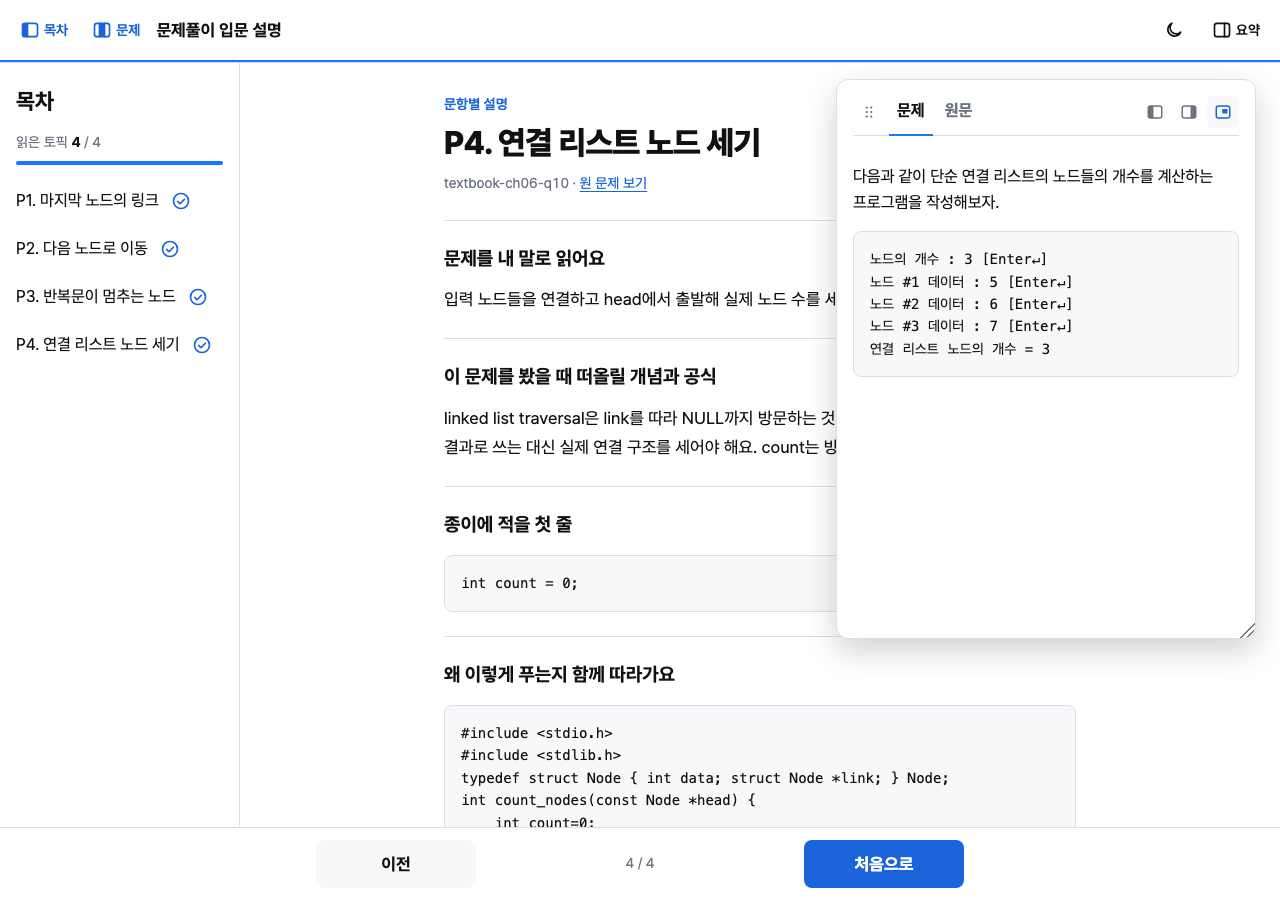 목차
문제
문제풀이 입문 설명
요약
목차
읽은 토픽 4 / 4
P1. 마지막 노드의 링크
P2. 다음 노드로 이동
P3. 반복문이 멈추는 노드
P4. 연결 리스트 노드 세기
문항별 설명
P4. 연결 리스트 노드 세기
textbook-ch06-q10 · 원 문제 보기
문제를 내 말로 읽어요
입력 노드들을 연결하고 head에서 출발해 실제 노드 수를
이 문제를 봤을 때 떠올릴 개념과 공식
linked list traversal은 link를 따라 NULL까지 방문하는 것
결과로 쓰는 대신 실제 연결 구조를 세어야 해요. count는
종이에 적을 첫 줄
int count = 0;
왜 이렇게 푸는지 함께 따라가요
#include <stdio.h>
#include <stdlib.h>
typedef struct Node { int data; struct Node *link; } Node;
int count_nodes(const Node *head) {
int count=0;
문제
원문
다음과 같이 단순 연결 리스트의 노드들의 개수를 계산하는
프로그램을 작성해보자.
노드의 개수 : 3 [Enter↵]
노드 #1 데이터 : 5 [Enter↵]
노드 #2 데이터 : 6 [Enter↵]
노드 #3 데이터 : 7 [Enter↵]
연결 리스트 노드의 개수 = 3
이전
4 / 4
처음으로